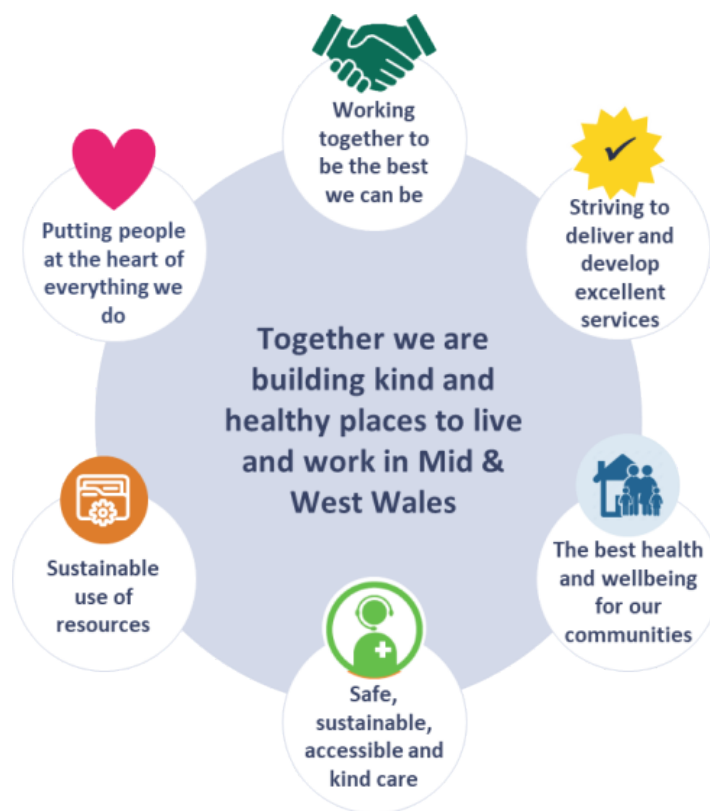 Working
together to
be the best
we can be
Striving to
deliver and
develop
excellent
services
The best health
and wellbeing
for our
communities
Safe,
sustainable,
accessible and
kind care
Sustainable
use of
resources
Putting people
at the heart of
everything we
do
Together we are
building kind and
healthy places to live
and work in Mid &
West Wales